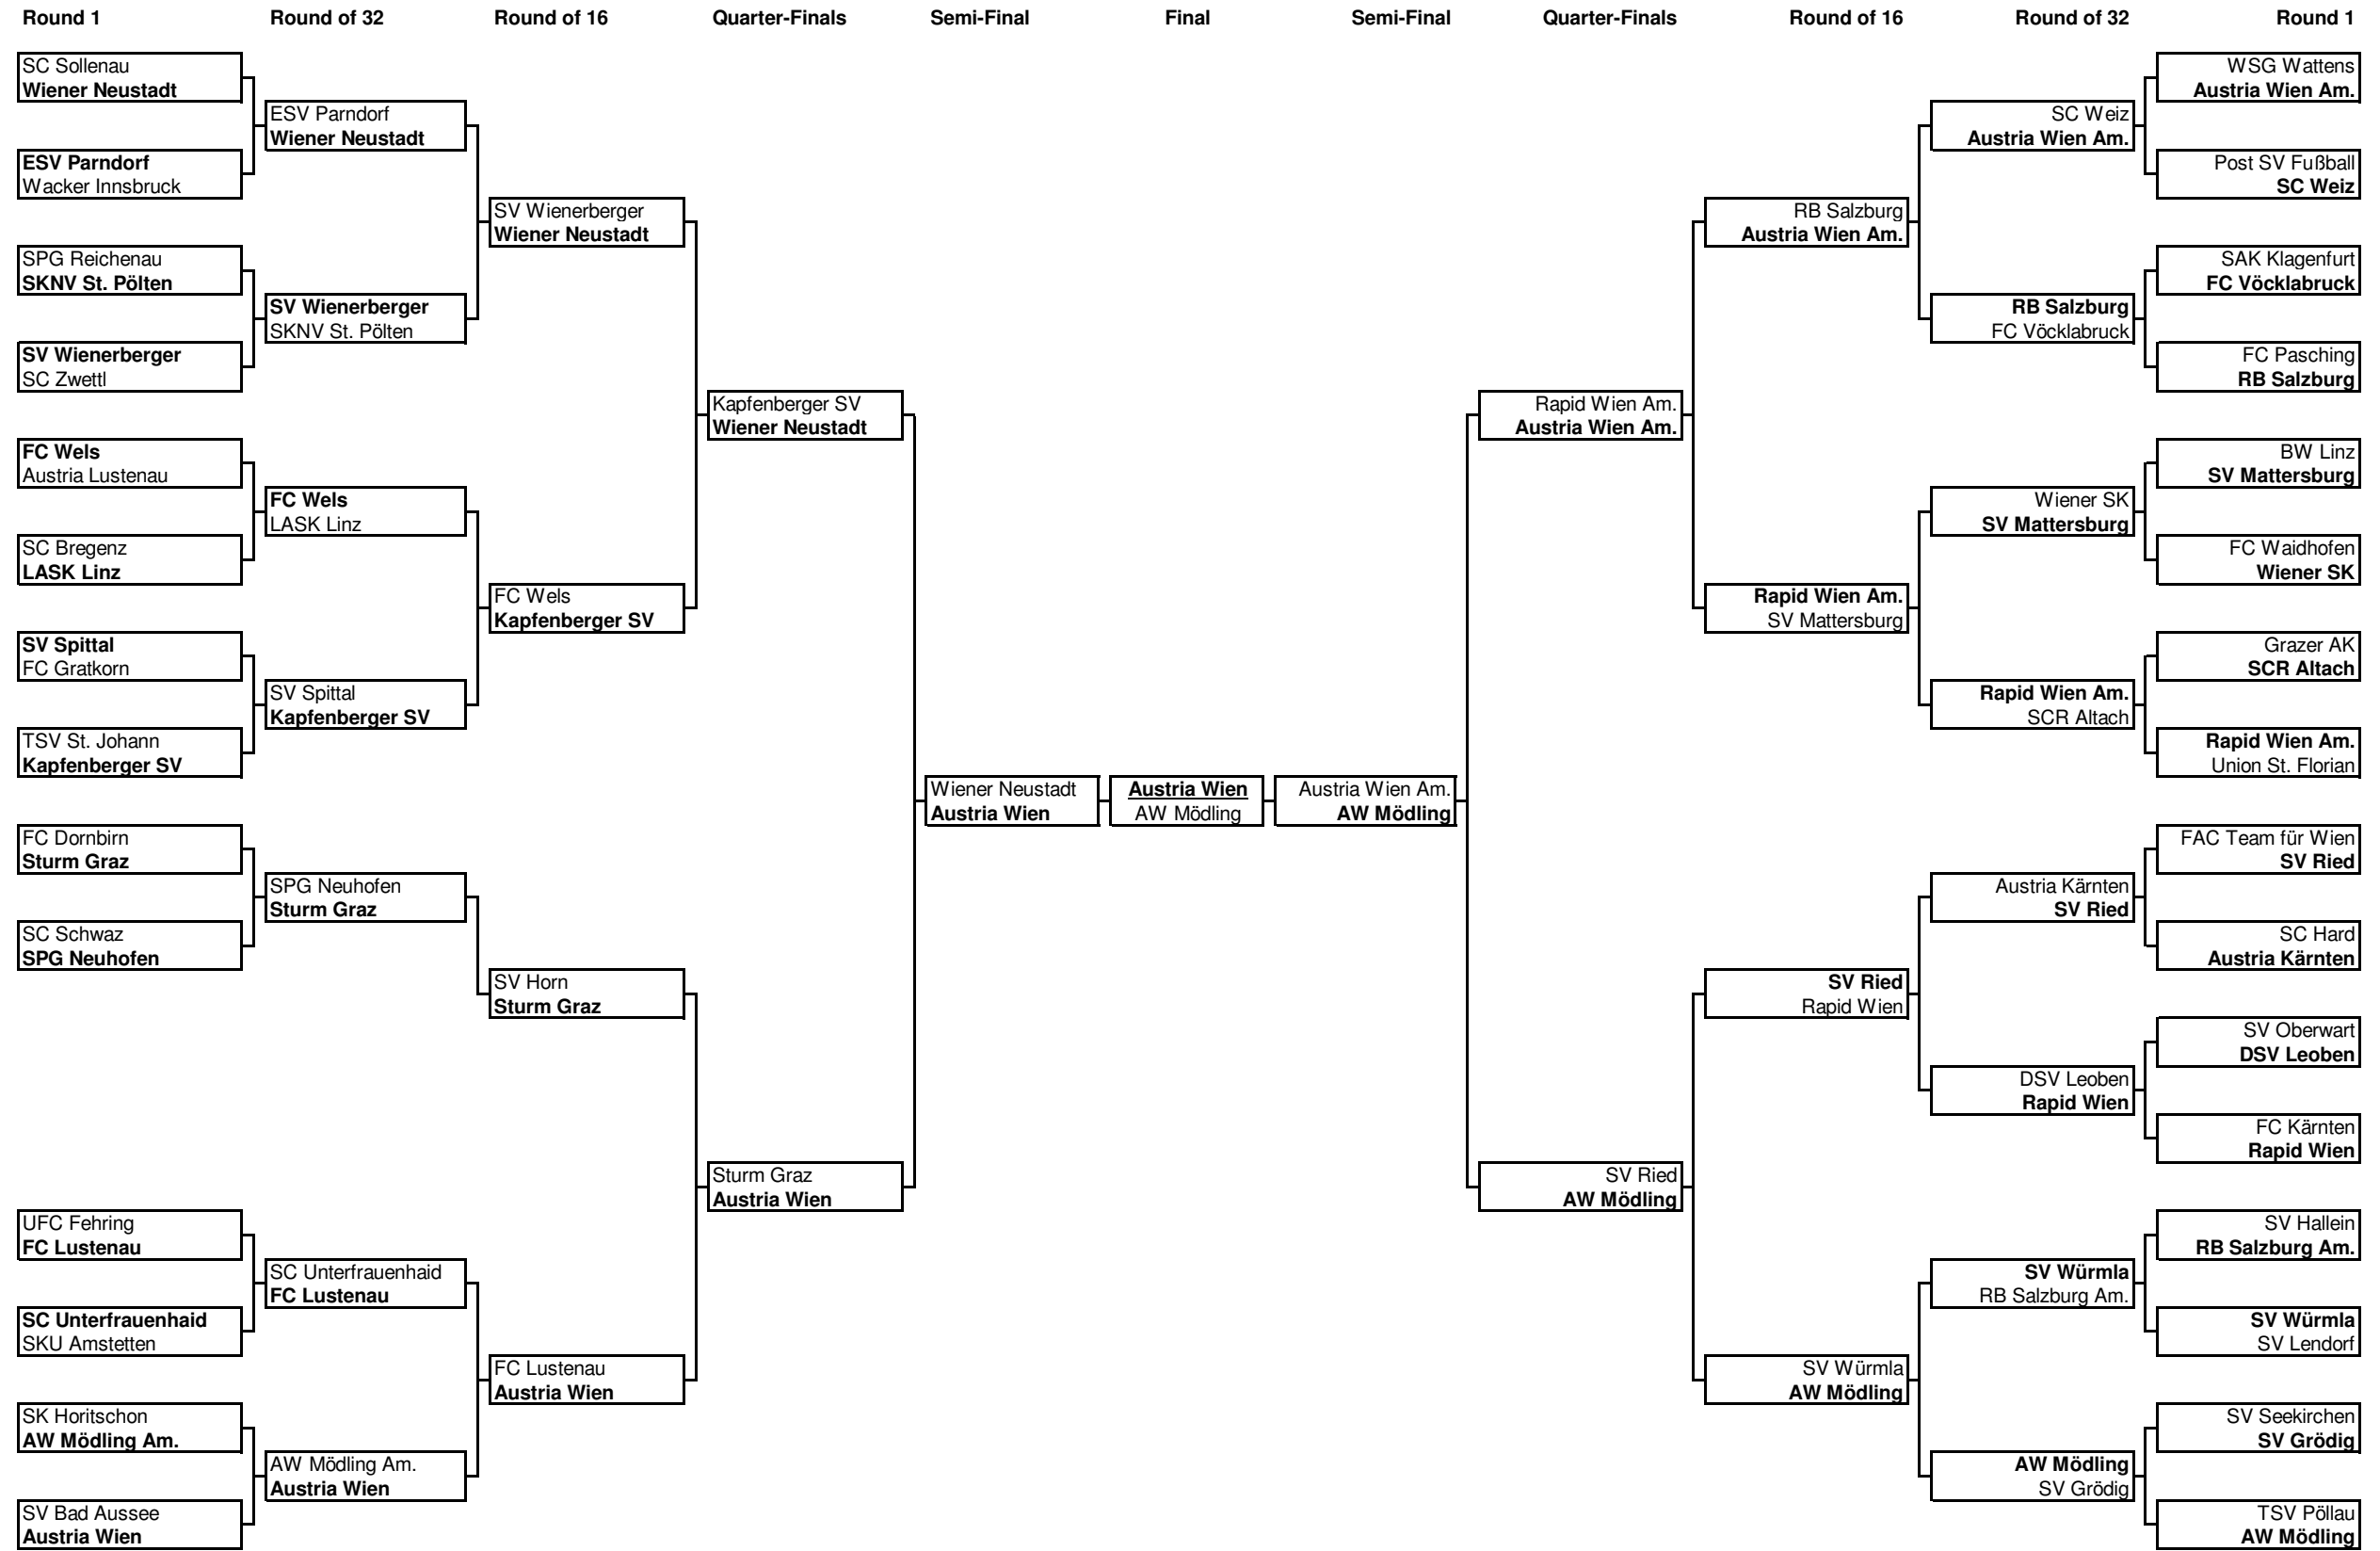 Round 1
Round of 32
Round of 16
Quarter-Finals
Semi-Final
Final
Semi-Final
Quarter-Finals
Round of 16
Round of 32
Round 1
SC Sollenau
Wiener Neustadt
ESV Parndorf
Wacker Innsbruck
SPG Reichenau
SKNV St. Pölten
SV Wienerberger
SC Zwettl
FC Wels
Austria Lustenau
SC Bregenz
LASK Linz
SV Spittal
FC Gratkorn
TSV St. Johann
Kapfenberger SV
FC Dornbirn
Sturm Graz
SC Schwaz
SPG Neuhofen
UFC Fehring
FC Lustenau
SC Unterfrauenhaid
SKU Amstetten
SK Horitschon
AW Mödling Am.
SV Bad Aussee
Austria Wien
ESV Parndorf
Wiener Neustadt
SV Wienerberger
SKNV St. Pölten
FC Wels
LASK Linz
SV Spittal
Kapfenberger SV
SPG Neuhofen
Sturm Graz
SC Unterfrauenhaid
FC Lustenau
AW Mödling Am.
Austria Wien
SV Wienerberger
Wiener Neustadt
FC Wels
Kapfenberger SV
SV Horn
Sturm Graz
FC Lustenau
Austria Wien
Kapfenberger SV
Wiener Neustadt
Sturm Graz
Austria Wien
Wiener Neustadt
Austria Wien
Austria Wien
AW Mödling
Austria Wien Am.
AW Mödling
Rapid Wien Am.
Austria Wien Am.
SV Ried
AW Mödling
RB Salzburg
Austria Wien Am.
Rapid Wien Am.
SV Mattersburg
SV Ried
Rapid Wien
SV Würmla
AW Mödling
SC Weiz
Austria Wien Am.
RB Salzburg
FC Vöcklabruck
Wiener SK
SV Mattersburg
Rapid Wien Am.
SCR Altach
Austria Kärnten
SV Ried
DSV Leoben
Rapid Wien
SV Würmla
RB Salzburg Am.
AW Mödling
SV Grödig
WSG Wattens
Austria Wien Am.
Post SV Fußball
SC Weiz
SAK Klagenfurt
FC Vöcklabruck
FC Pasching
RB Salzburg
BW Linz
SV Mattersburg
FC Waidhofen
Wiener SK
Grazer AK
SCR Altach
Rapid Wien Am.
Union St. Florian
FAC Team für Wien
SV Ried
SC Hard
Austria Kärnten
SV Oberwart
DSV Leoben
FC Kärnten
Rapid Wien
SV Hallein
RB Salzburg Am.
SV Würmla
SV Lendorf
SV Seekirchen
SV Grödig
TSV Pöllau
AW Mödling